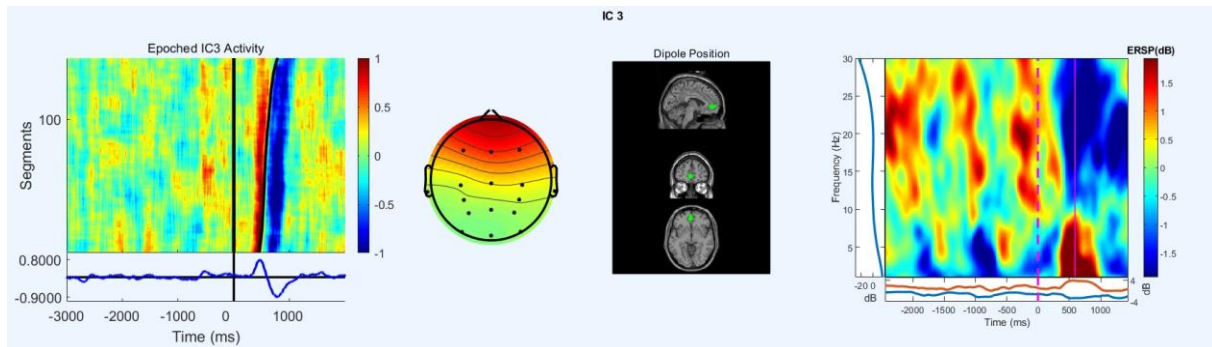 IC 3
Epoched IC3 Activity
Segments
100
1
0.5
0
-0.5
-1
0.8000
-0.9000
-3000 -2000 -1000 0 1000
Time (ms)
Dipole Position
ERSP(dB)
Frequency (Hz)
30
25
20
15
10
5
1.5
1
0.5
0
-0.5
-1
-1.5
-20 0
dB
4
-4
dB
-2000 -1500 -1000 -500 0 500 1000
Time (ms)